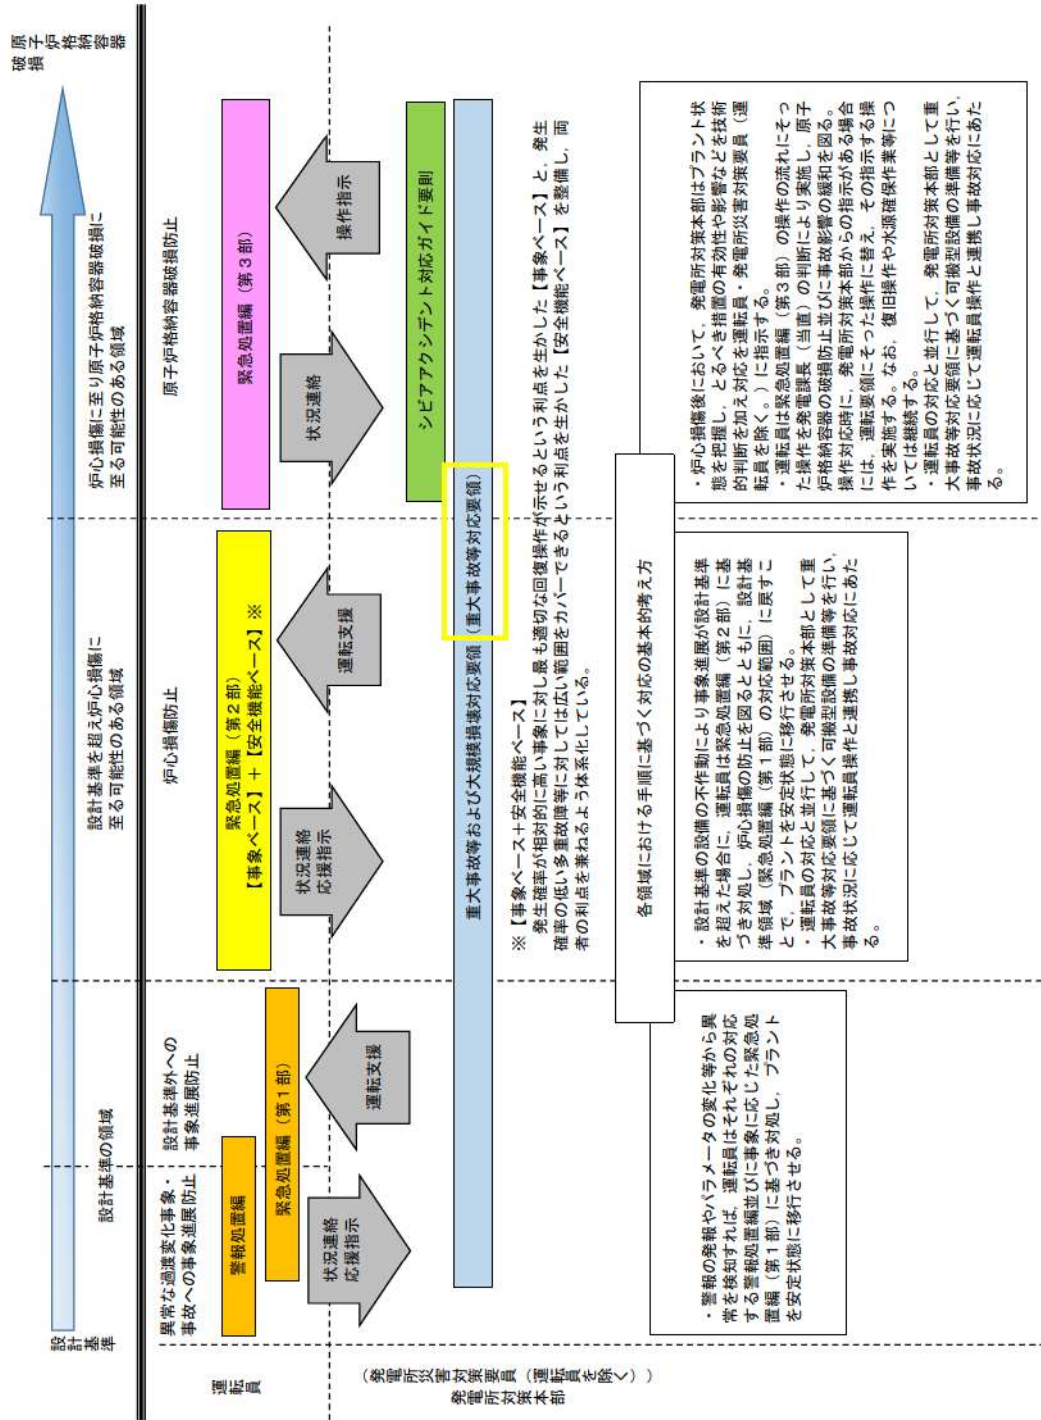 設計基準
原子炉格納容器
破損
設計基準の領域
設計基準を超え炉心損傷に
至る可能性のある領域
炉心損傷に至り原子炉格納容器破損に
至る可能性のある領域
異常な過渡変化事象・
事故への事象進展防止
設計基準外への
事象進展防止
炉心損傷防止
原子炉格納容器破損防止
運転員
警報処置編
緊急処置編（第１部）
緊急処置編（第２部）
【事象ベース】＋【安全機能ベース】※
緊急処置編（第３部）
状況連絡
応援指示
運転支援
状況連絡
応援指示
運転支援
状況連絡
操作指示
（発電所災害対策要員（運転員を除く））
発電所対策本部
シビアアクシデント対応ガイド要則
重大事故等および大規模損壊対応要領（重大事故等対応要領）
※【事象ベース＋安全機能ベース】
発生確率が相対的に高い事象に対し最も適切な回復操作が示せるという利点を生かした【事象ベース】と，発生
確率の低い多重故障等に対しては広い範囲をカバーできるという利点を生かした【安全機能ベース】を整備し，両
者の利点を兼ねるよう体系化している。
各領域における手順に基づく対応の基本的考え方
・警報の発報やパラメータの変化等から異
常を検知すれば，運転員はそれぞれの対応
する警報処置編並びに事象に応じた緊急処
置編（第１部）に基づき対処し，プラント
を安定状態に移行させる。
・設計基準の設備の不作動により事象進展が設計基準
を超えた場合に，運転員は緊急処置編（第２部）に基
づき対処し，炉心損傷の防止を図るとともに，設計基
準領域（緊急処置編（第１部）の対応範囲）に戻すこ
とで，プラントを安定状態に移行させる。
・運転員の対応と並行して，発電所対策本部として重
大事故等対応要領に基づく可搬型設備の準備等を行い，
事故状況に応じて運転員操作と連携し事故対応にあた
る。
・炉心損傷後において，発電所対策本部はプラント状
態を把握し，とるべき措置の有効性や影響などを技術
的判断を加え対応を運転員・発電所災害対策要員（運
転員を除く。）に指示する。
・運転員は緊急処置編（第３部）の操作の流れにそっ
た操作を発電課長（当直）の判断により実施し，原子
炉格納容器の破損防止並びに事故影響の緩和を図る。
操作対応時に，発電所対策本部からの指示がある場合
には，運転要領にそった操作に替え，その指示する操
作を実施する。なお，復旧操作や水源確保作業等につ
いては継続する。
・運転員の対応と並行して，発電所対策本部として重
大事故等対応要領に基づく可搬型設備の準備等を行い，
事故状況に応じて運転員操作と連携し事故対応にあた
る。